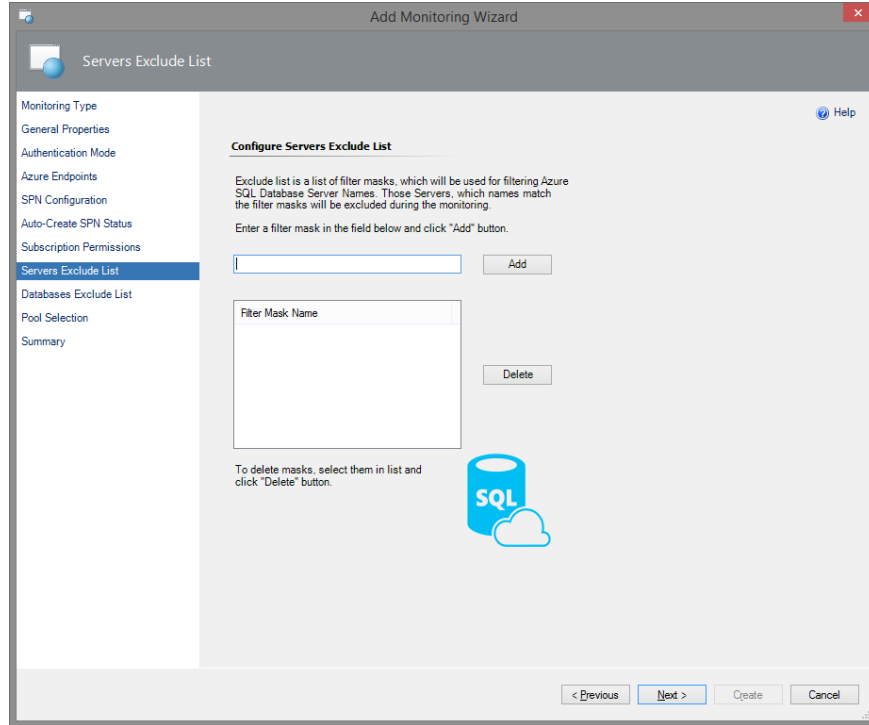 Add Monitoring Wizard
Servers Exclude List
Monitoring Type
General Properties
Authentication Mode
Azure Endpoints
SPN Configuration
Auto-Create SPN Status
Subscription Permissions
Servers Exclude List
Databases Exclude List
Pool Selection
Summary
Help
Configure Servers Exclude List
Exclude list is a list of filter masks, which will be used for filtering Azure
SQL Database Server Names. Those Servers, which names match
the filter masks will be excluded during the monitoring.
Enter a filter mask in the field below and click "Add" button.
Add
Filter Mask Name
Delete
To delete masks, select them in list and
click "Delete" button.
SQL
< Previous
Next >
Create
Cancel